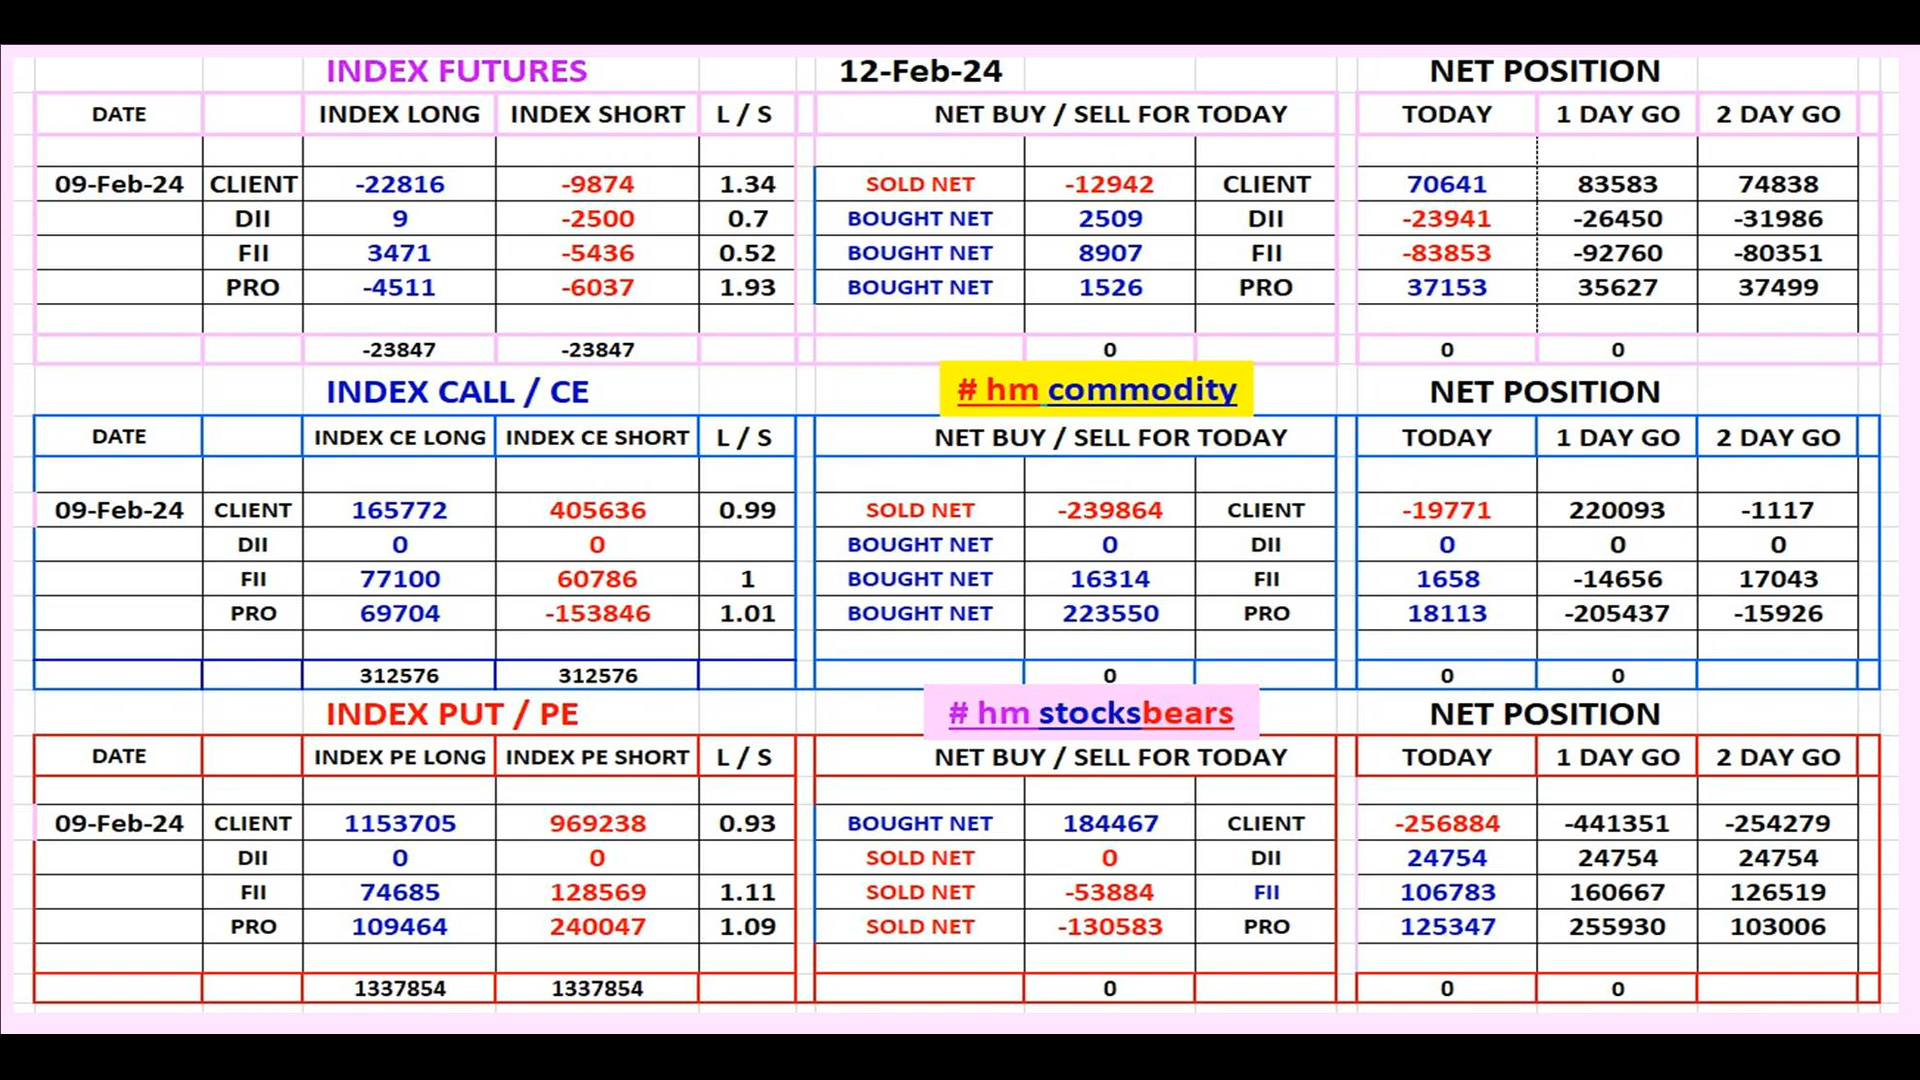 INDEX FUTURES 12-Feb-24 NET POSITION
DATE INDEX LONG INDEX SHORT L / S NET BUY / SELL FOR TODAY TODAY 1 DAY GO 2 DAY GO
09-Feb-24 CLIENT -22816 -9874 1.34 SOLD NET -12942 CLIENT 70641 83583 74838
DII 9 -2500 0.7 BOUGHT NET 2509 DII -23941 -26450 -31986
FII 3471 -5436 0.52 BOUGHT NET 8907 FII -83853 -92760 -80351
PRO -4511 -6037 1.93 BOUGHT NET 1526 PRO 37153 35627 37499
-23847 -23847 0 0 0
INDEX CALL / CE # hm commodity NET POSITION
DATE INDEX CE LONG INDEX CE SHORT L / S NET BUY / SELL FOR TODAY TODAY 1 DAY GO 2 DAY GO
09-Feb-24 CLIENT 165772 405636 0.99 SOLD NET -239864 CLIENT -19771 220093 -1117
DII 0 0 BOUGHT NET 0 DII 0 0 0
FII 77100 60786 1 BOUGHT NET 16314 FII 1658 -14656 17043
PRO 69704 -153846 1.01 BOUGHT NET 223550 PRO 18113 -205437 -15926
312576 312576 0 0 0
INDEX PUT / PE # hm stocksbears NET POSITION
DATE INDEX PE LONG INDEX PE SHORT L / S NET BUY / SELL FOR TODAY TODAY 1 DAY GO 2 DAY GO
09-Feb-24 CLIENT 1153705 969238 0.93 BOUGHT NET 184467 CLIENT -256884 -441351 -254279
DII 0 0 SOLD NET 0 DII 24754 24754 24754
FII 74685 128569 1.11 SOLD NET -53884 FII 106783 160667 126519
PRO 109464 240047 1.09 SOLD NET -130583 PRO 125347 255930 103006
1337854 1337854 0 0 0